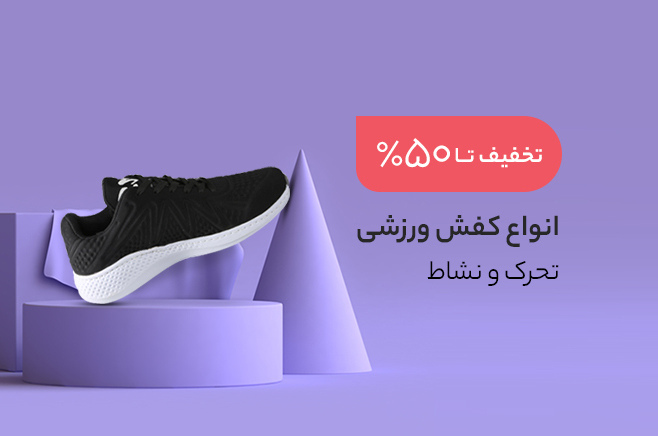 تخفیف تا ۵۰%
انواع کفش ورزشی
تحرک و نشاط